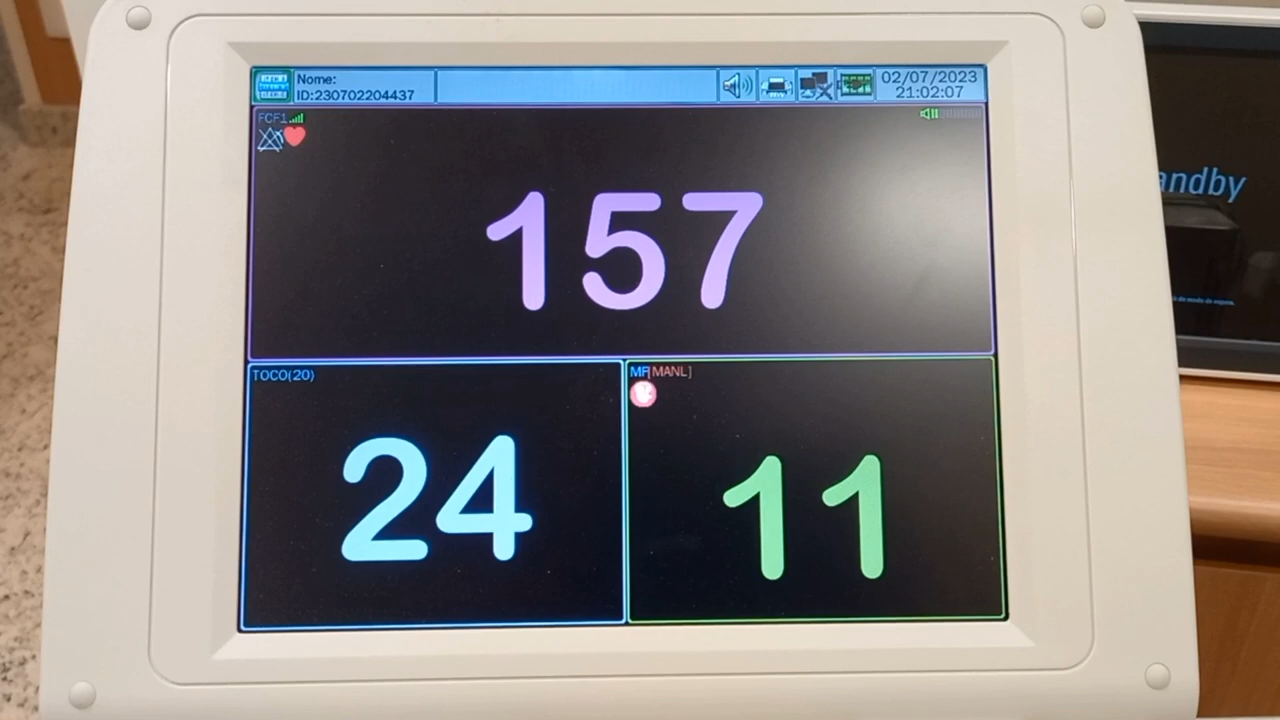 Nome:
ID:230702204437
02/07/2023
21:02:07
FCF1
157
TOCO(20)
24
MF[MANL]
11
andby